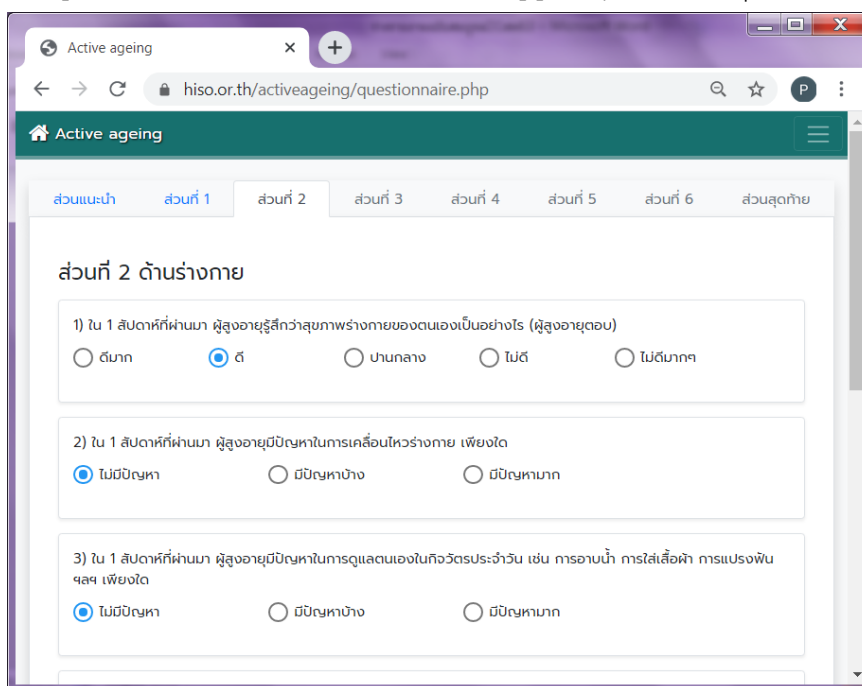 Active ageing
hiso.or.th/activeageing/questionnaire.php
P
Active ageing
ส่วนแนะนำ ส่วนที่ 1 ส่วนที่ 2 ส่วนที่ 3 ส่วนที่ 4 ส่วนที่ 5 ส่วนที่ 6 ส่วนสุดท้าย
ส่วนที่ 2 ด้านร่างกาย
1) ใน 1 สัปดาห์ที่ผ่านมา ผู้สูงอายุรู้สึกว่าสุขภาพร่างกายของตนเองเป็นอย่างไร (ผู้สูงอายุตอบ)
ดีมาก ดี ปานกลาง ไม่ดี ไม่ดีมากๆ
2) ใน 1 สัปดาห์ที่ผ่านมา ผู้สูงอายุมีปัญหาในการเคลื่อนไหวร่างกาย เพียงใด
ไม่มีปัญหา มีปัญหาบ้าง มีปัญหามาก
3) ใน 1 สัปดาห์ที่ผ่านมา ผู้สูงอายุมีปัญหาในการดูแลตนเองในกิจวัตรประจำวัน เช่น การอาบน้ำ การใส่เสื้อผ้า การแปรงฟัน
ฯลฯ เพียงใด
ไม่มีปัญหา มีปัญหาบ้าง มีปัญหามาก